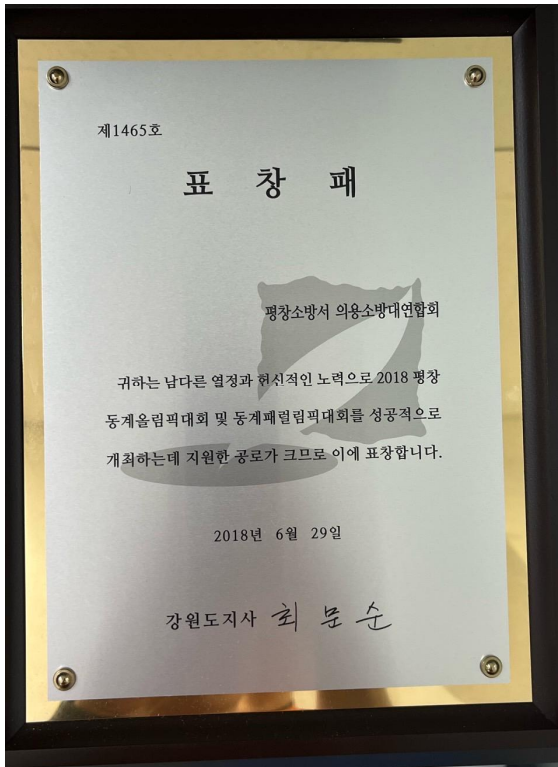 제1465호
표 창 패
평창소방서 의용소방대연합회
귀하는 남다른 열정과 헌신적인 노력으로 2018 평창
동계올림픽대회 및 동계패럴림픽대회를 성공적으로
개최하는데 지원한 공로가 크므로 이에 표창합니다.
2018년 6월 29일
강원도지사 최문순